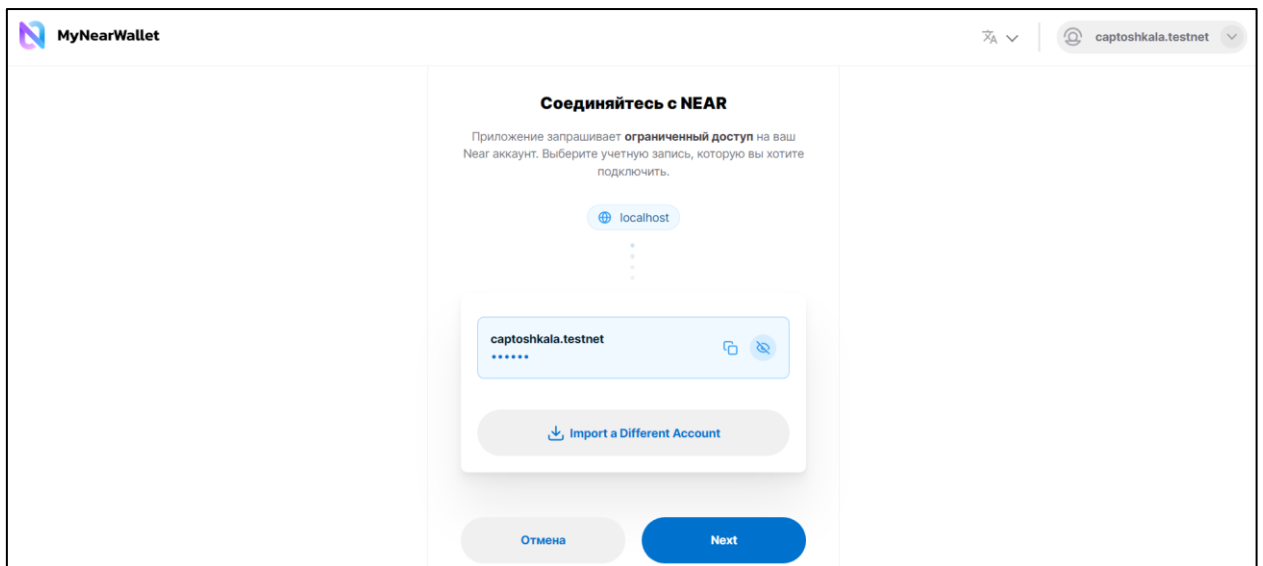 MyNearWallet
captoshkala.testnet
Соединяйтесь с NEAR
Приложение запрашивает ограниченный доступ на ваш
Near аккаунт. Выберите учетную запись, которую вы хотите
подключить.
localhost
captoshkala.testnet
••••••
Import a Different Account
Отмена
Next